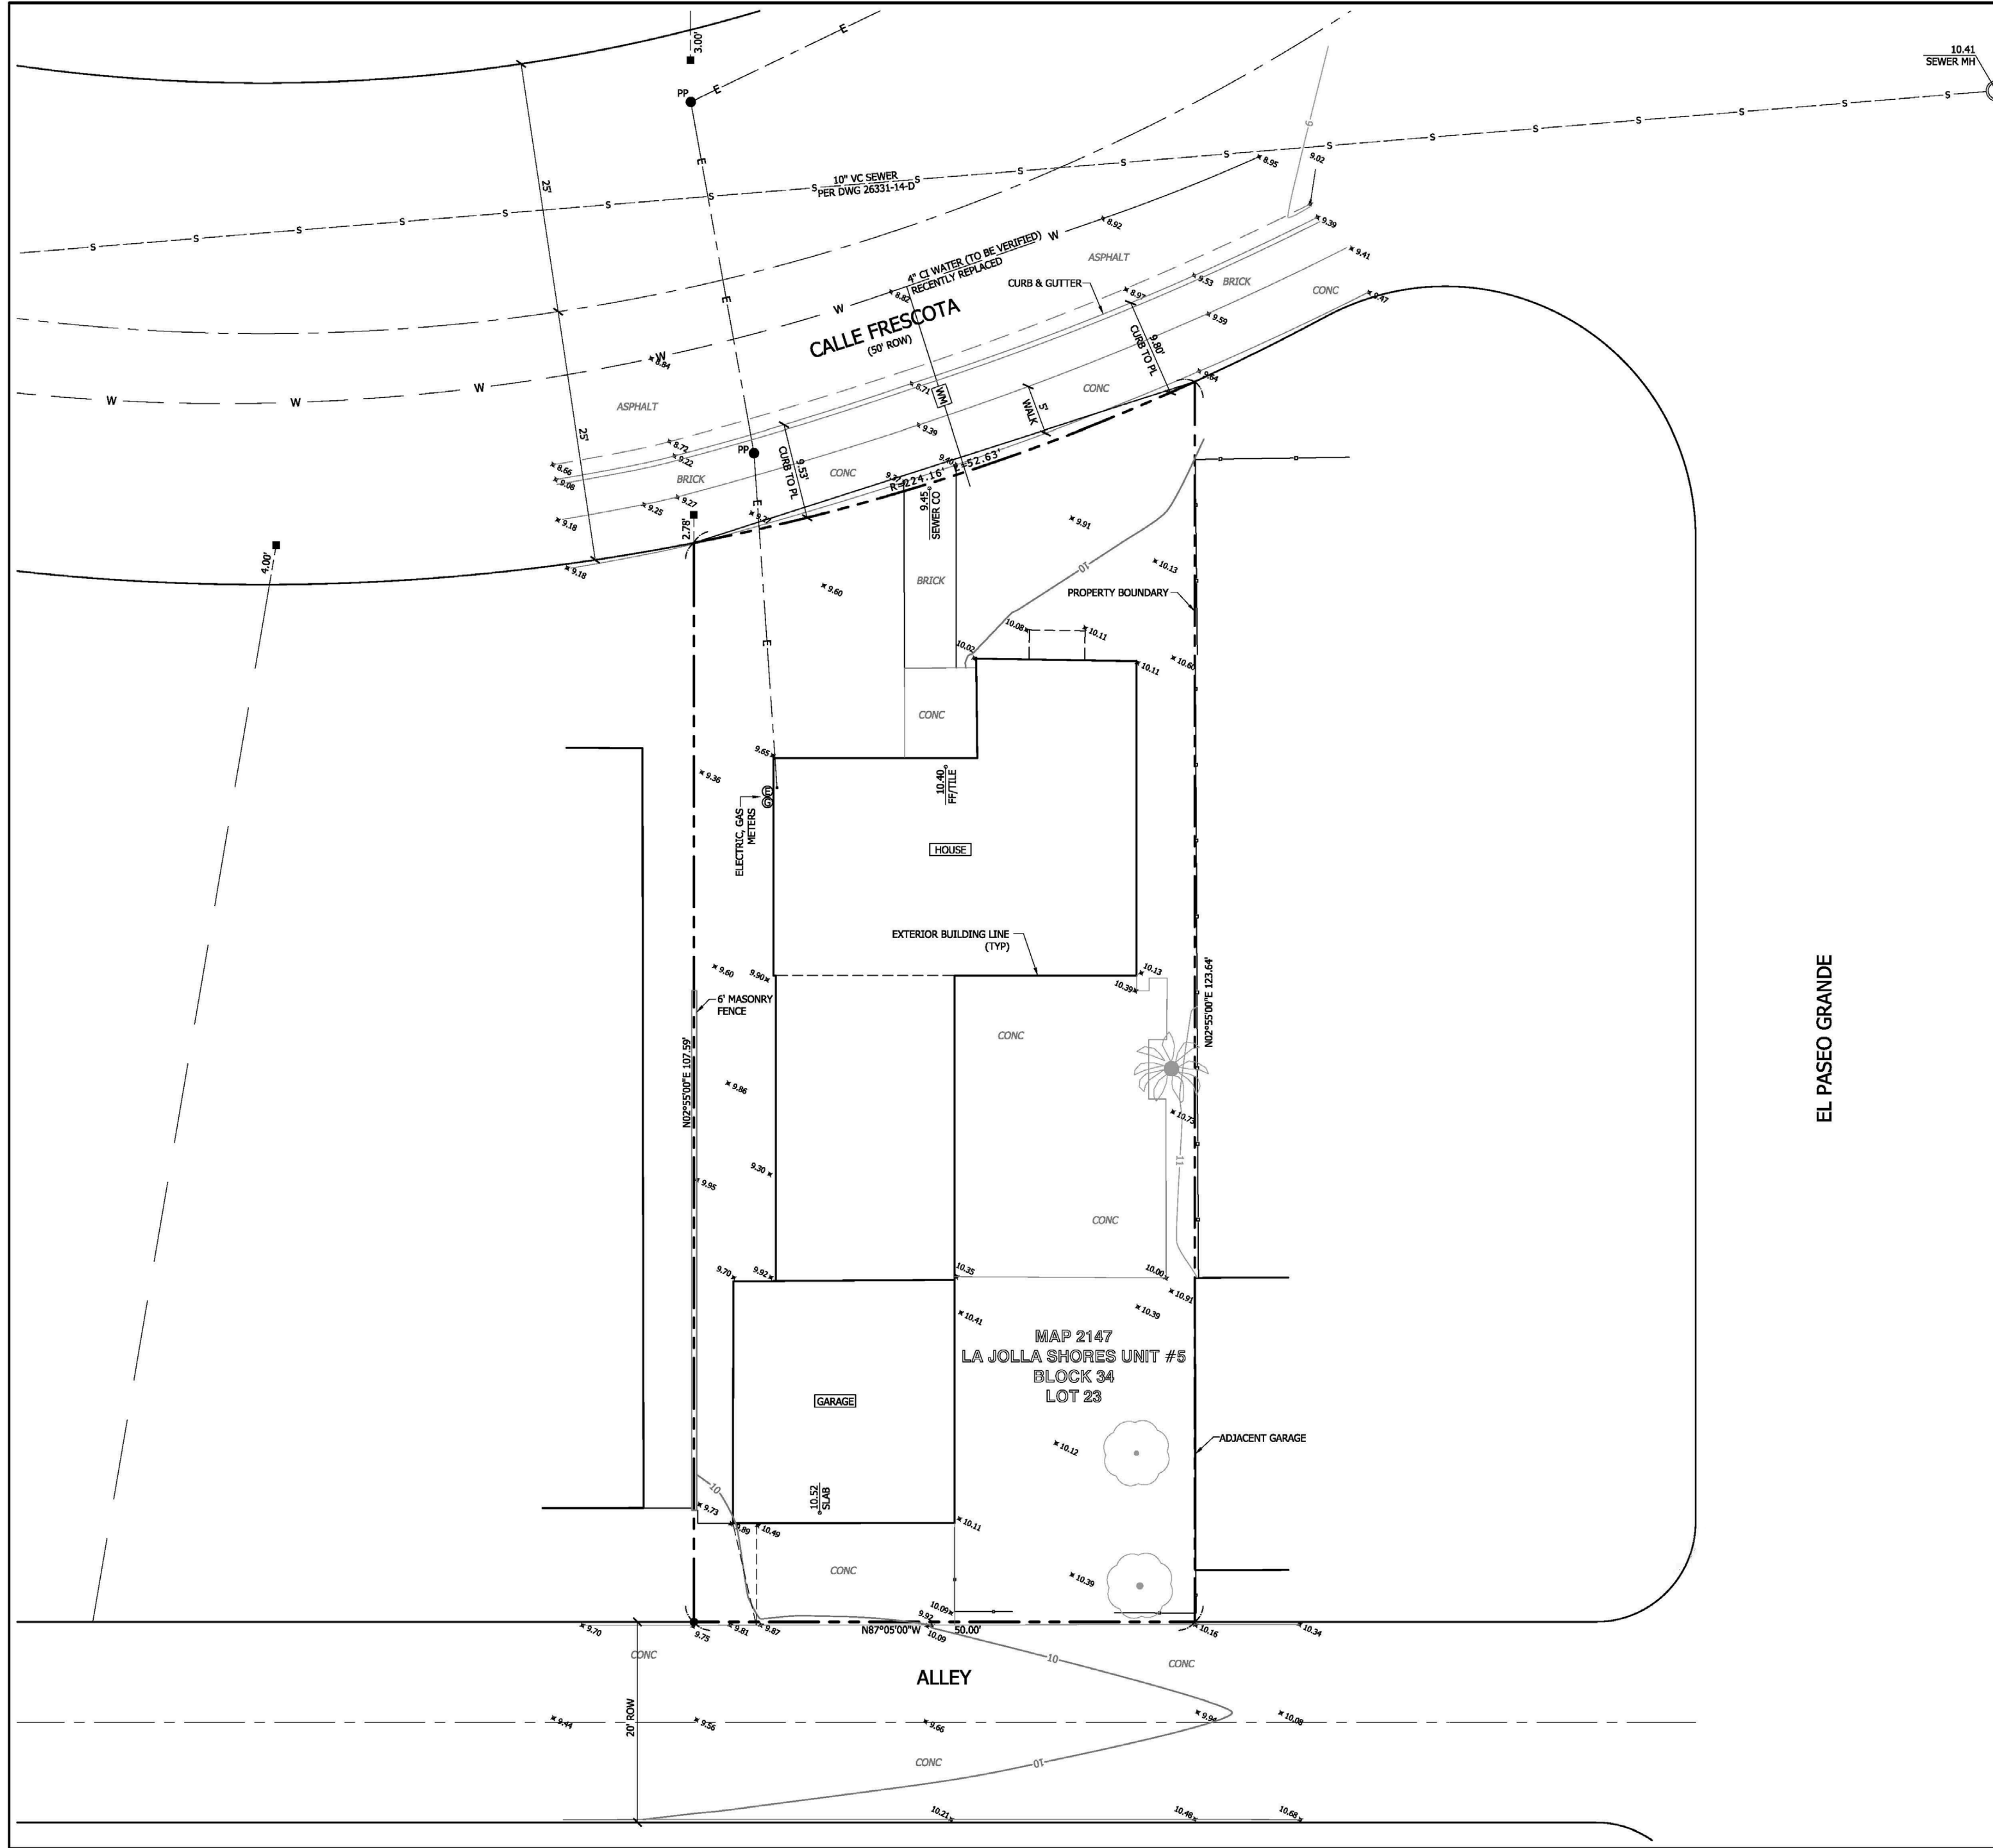 10.41
SEWER MH
3.00'
PP
E
E
E
S
S
S
S
S
S
S
9
9.02
8.95
10" VC SEWER
PER DWG 26331-14-D
25'
8.92
9.39
4" CI WATER (TO BE VERIFIED)
RECENTLY REPLACED
W
ASPHALT
9.41
CURB & GUTTER
9.53
BRICK
CONC
8.82
8.97
9.47
CALLE FRESCOTA
(50' ROW)
9.59
9.80'
CURB TO PL
W
W
W
W
8.84
9.64
8.71
WM
CONC
5'
WALK
ASPHALT
25'
8.72
9.39
PP
9.22
8.66
9.08
9.53'
CURB TO PL
CONC
BRICK
R=224.16' L=52.63'
9.45
SEWER CO
9.27
9.25
9.18
2.78'
9.91
4.00'
9.18
BRICK
10
10.13
9.60
PROPERTY BOUNDARY
10.08
10.11
10.02
10.11
10.60
CONC
9.65
9.36
10.40
FF/TILE
E
G
ELECTRIC, GAS
METERS
HOUSE
EXTERIOR BUILDING LINE
(TYP)
9.60
9.90
10.13
10.39
6' MASONRY
FENCE
N02°55'00"E 123.64'
EL PASEO GRANDE
CONC
N02°55'00"E 107.59'
9.86
10.73
11
9.30
9.95
CONC
9.70
9.92
10.35
10.00
10.91
10.39
10.41
MAP 2147
LA JOLLA SHORES UNIT #5
BLOCK 34
LOT 23
GARAGE
ADJACENT GARAGE
10.12
10
10.52
SLAB
9.73
9.89
10.49
10.11
CONC
10.39
10.09
9.92
9.70
9.75
9.81
9.87
N87°05'00"W 50.00'
10.09
10.16
10.34
CONC
ALLEY
10
CONC
20' ROW
9.44
9.56
9.66
9.94
10.08
CONC
10
10.21
10.48
10.68